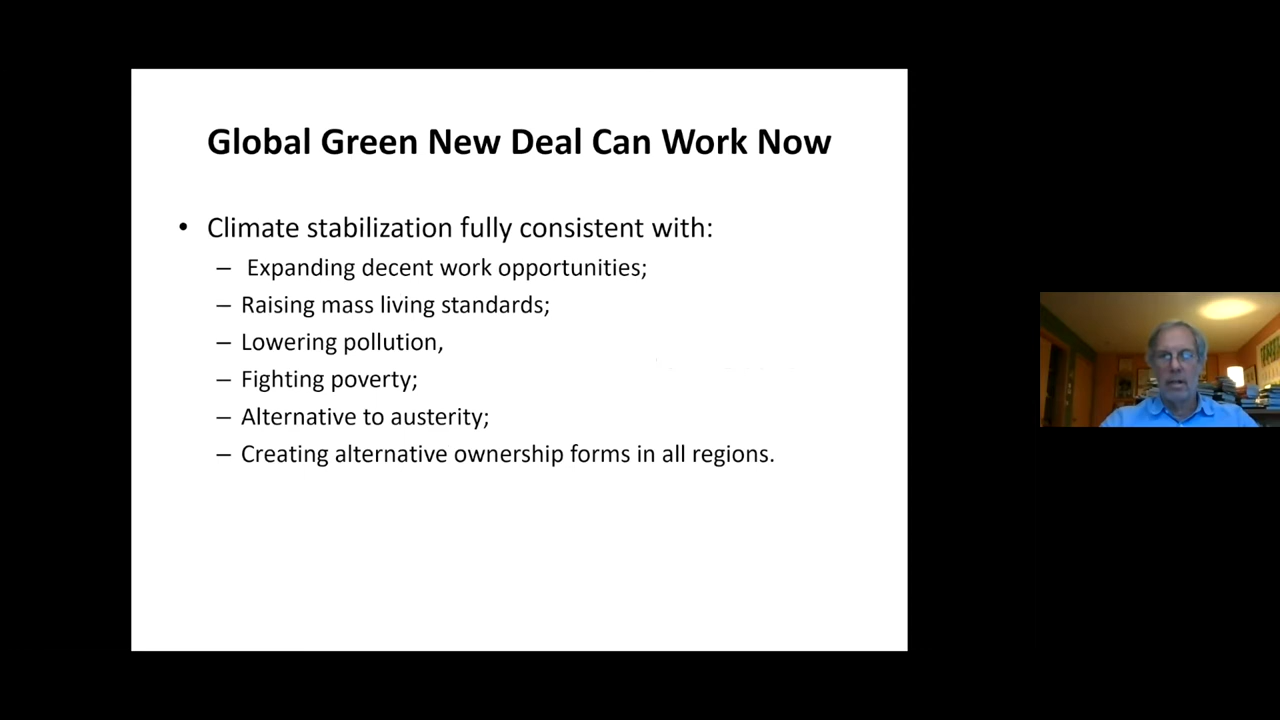 Global Green New Deal Can Work Now
• Climate stabilization fully consistent with:
– Expanding decent work opportunities;
– Raising mass living standards;
– Lowering pollution,
– Fighting poverty;
– Alternative to austerity;
– Creating alternative ownership forms in all regions.